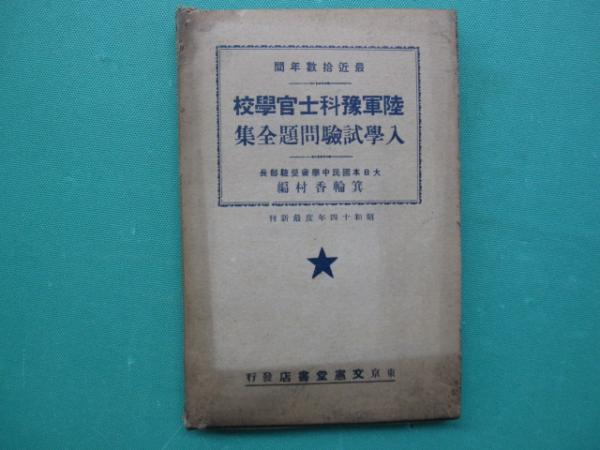 最近拾數年間
陸軍豫科士官學校
入學試驗問題全集
大日本國民中學會受驗部長
箕輪香村編
昭和十四年度最新刊
東京文憲堂書店發行